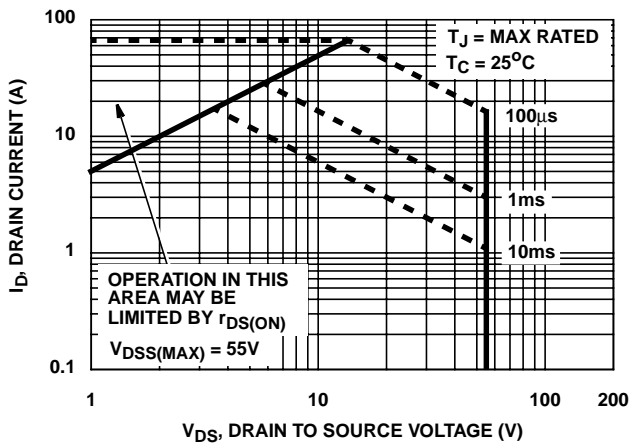 100
T_J = MAX RATED
T_C = 25°C
100µs
10
1ms
1
10ms
OPERATION IN THIS
AREA MAY BE
LIMITED BY r_DS(ON)
V_DSS(MAX) = 55V
0.1
1
10
100
200
I_D, DRAIN CURRENT (A)
V_DS, DRAIN TO SOURCE VOLTAGE (V)